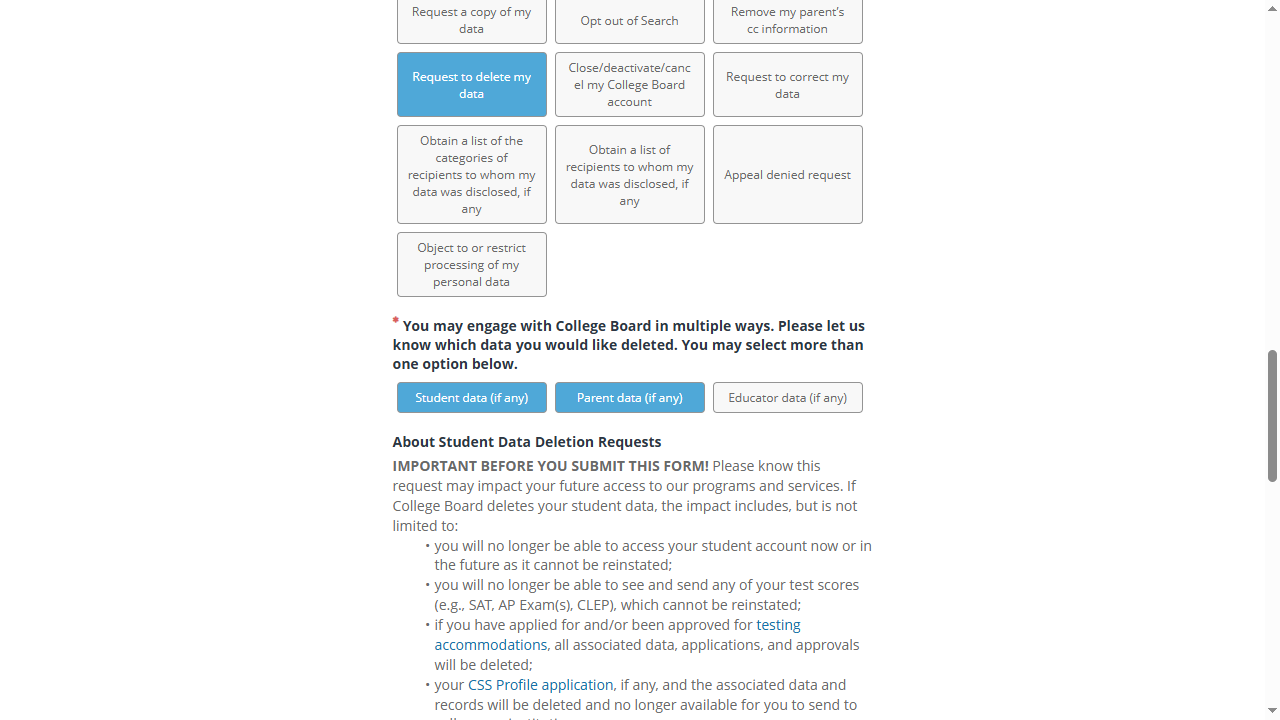 Request a copy of my
data
Opt out of Search
Remove my parent's
cc information
Request to delete my
data
Close/deactivate/canc
el my College Board
account
Request to correct my
data
Obtain a list of the
categories of
recipients to whom my
data was disclosed, if
any
Obtain a list of
recipients to whom my
data was disclosed, if
any
Appeal denied request
Object to or restrict
processing of my
personal data
* You may engage with College Board in multiple ways. Please let us
know which data you would like deleted. You may select more than
one option below.
Student data (if any)
Parent data (if any)
Educator data (if any)
About Student Data Deletion Requests
IMPORTANT BEFORE YOU SUBMIT THIS FORM! Please know this
request may impact your future access to our programs and services. If
College Board deletes your student data, the impact includes, but is not
limited to:
• you will no longer be able to access your student account now or in
the future as it cannot be reinstated;
• you will no longer be able to see and send any of your test scores
(e.g., SAT, AP Exam(s), CLEP), which cannot be reinstated;
• if you have applied for and/or been approved for testing
accommodations, all associated data, applications, and approvals
will be deleted;
• your CSS Profile application, if any, and the associated data and
records will be deleted and no longer available for you to send to